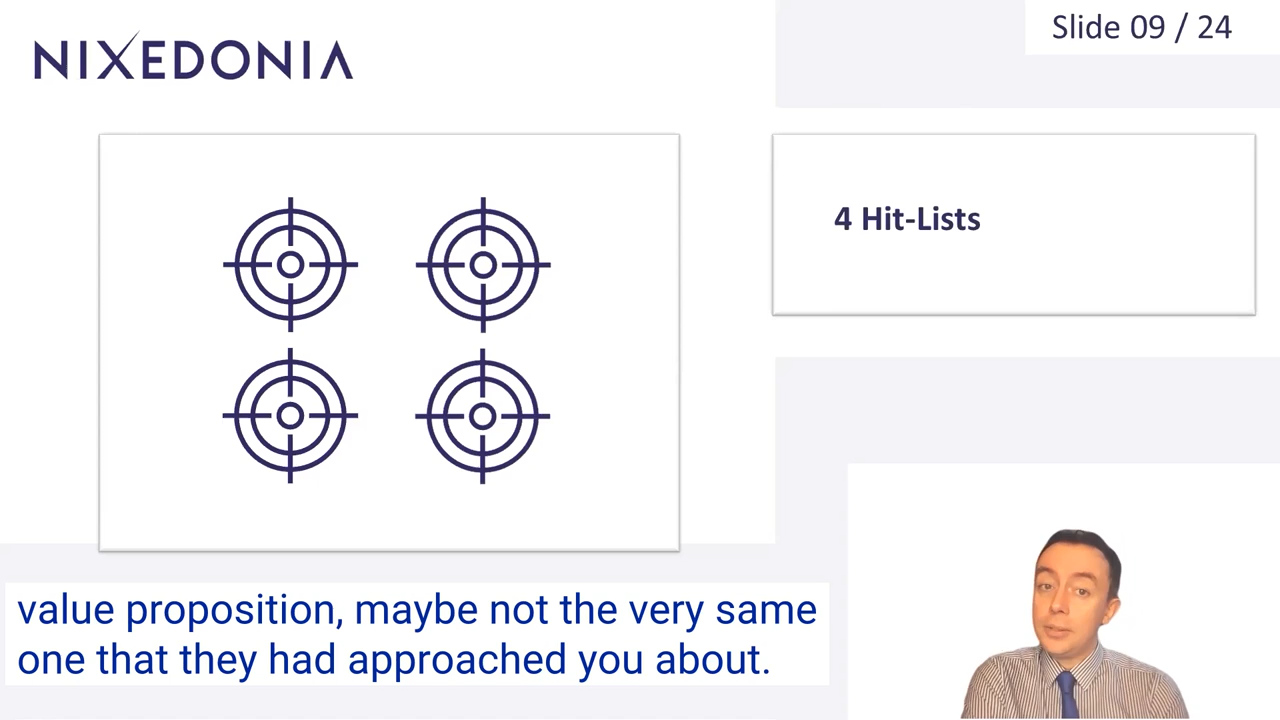 NIXEDONIA
Slide 09 / 24
4 Hit-Lists
value proposition, maybe not the very same
one that they had approached you about.